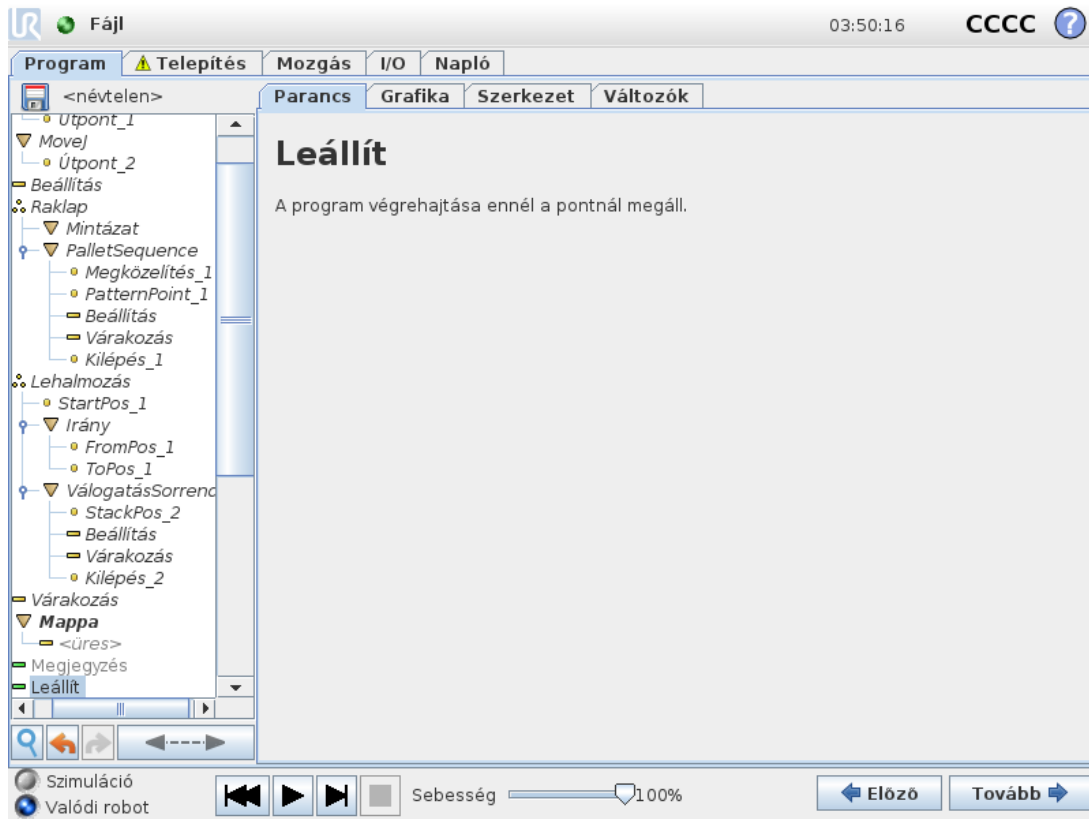 Fájl 03:50:16 CCCC ?
Program Telepítés Mozgás I/O Napló
<névtelen>
Parancs Grafika Szerkezet Változók
Útpont_1
MoveJ
Útpont_2
Beállítás
Raklap
Mintázat
PalletSequence
Megközelítés_1
PatternPoint_1
Beállítás
Várakozás
Kilépés_1
Lehalmozás
StartPos_1
Irány
FromPos_1
ToPos_1
VálogatásSorrend
StackPos_2
Beállítás
Várakozás
Kilépés_2
Várakozás
Mappa
<üres>
Megjegyzés
Leállít
Leállít
A program végrehajtása ennél a pontnál megáll.
Szimuláció
Valódi robot
Sebesség 100%
Előző Tovább